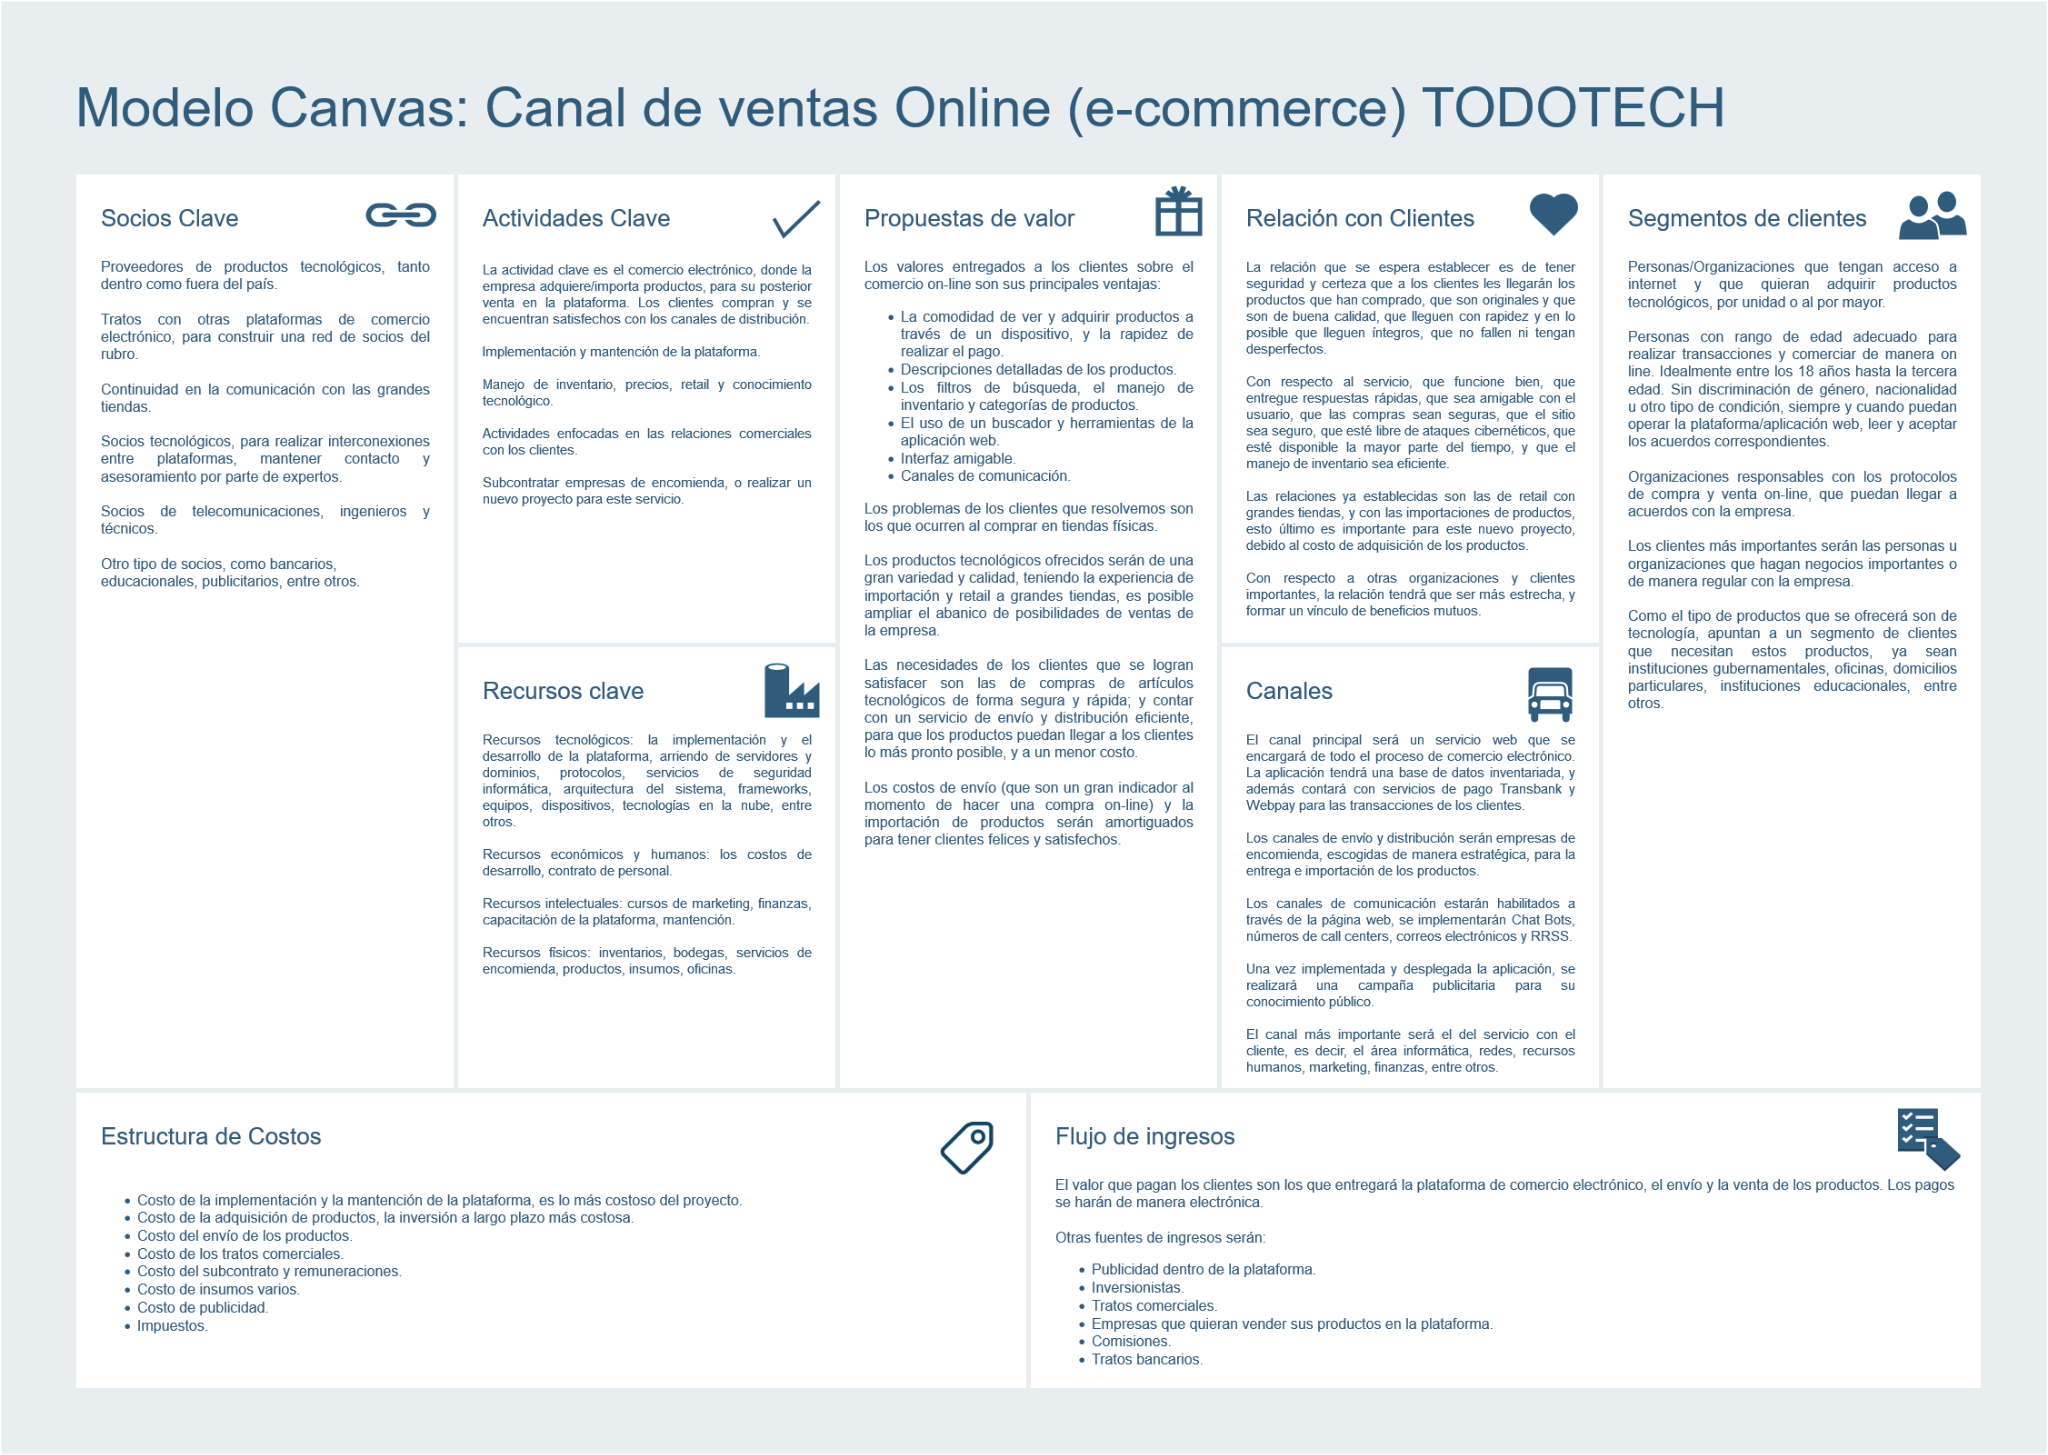 Modelo Canvas: Canal de ventas Online (e-commerce) TODOTECH
Socios Clave
Proveedores de productos tecnológicos, tanto
dentro como fuera del país.
Tratos con otras plataformas de comercio
electrónico, para construir una red de socios del
rubro.
Continuidad en la comunicación con las grandes
tiendas.
Socios tecnológicos, para realizar interconexiones
entre plataformas, mantener contacto y
asesoramiento por parte de expertos.
Socios de telecomunicaciones, ingenieros y
técnicos.
Otro tipo de socios, como bancarios,
educacionales, publicitarios, entre otros.
Actividades Clave
La actividad clave es el comercio electrónico, donde la
empresa adquiere/importa productos, para su posterior
venta en la plataforma. Los clientes compran y se
encuentran satisfechos con los canales de distribución.
Implementación y mantención de la plataforma.
Manejo de inventario, precios, retail y conocimiento
tecnológico.
Actividades enfocadas en las relaciones comerciales
con los clientes.
Subcontratar empresas de encomienda, o realizar un
nuevo proyecto para este servicio.
Recursos clave
Recursos tecnológicos: la implementación y el
desarrollo de la plataforma, arriendo de servidores y
dominios, protocolos, servicios de seguridad
informática, arquitectura del sistema, frameworks,
equipos, dispositivos, tecnologías en la nube, entre
otros.
Recursos económicos y humanos: los costos de
desarrollo, contrato de personal.
Recursos intelectuales: cursos de marketing, finanzas,
capacitación de la plataforma, mantención.
Recursos físicos: inventarios, bodegas, servicios de
encomienda, productos, insumos, oficinas.
Propuestas de valor
Los valores entregados a los clientes sobre el
comercio on-line son sus principales ventajas:
• La comodidad de ver y adquirir productos a
través de un dispositivo, y la rapidez de
realizar el pago.
• Descripciones detalladas de los productos.
• Los filtros de búsqueda, el manejo de
inventario y categorías de productos.
• El uso de un buscador y herramientas de la
aplicación web.
• Interfaz amigable.
• Canales de comunicación.
Los problemas de los clientes que resolvemos son
los que ocurren al comprar en tiendas físicas.
Los productos tecnológicos ofrecidos serán de una
gran variedad y calidad, teniendo la experiencia de
importación y retail a grandes tiendas, es posible
ampliar el abanico de posibilidades de ventas de
la empresa.
Las necesidades de los clientes que se logran
satisfacer son las de compras de artículos
tecnológicos de forma segura y rápida; y contar
con un servicio de envío y distribución eficiente,
para que los productos puedan llegar a los clientes
lo más pronto posible, y a un menor costo.
Los costos de envío (que son un gran indicador al
momento de hacer una compra on-line) y la
importación de productos serán amortiguados
para tener clientes felices y satisfechos.
Relación con Clientes
La relación que se espera establecer es de tener
seguridad y certeza que a los clientes les llegarán los
productos que han comprado, que son originales y que
son de buena calidad, que lleguen con rapidez y en lo
posible que lleguen íntegros, que no fallen ni tengan
desperfectos.
Con respecto al servicio, que funcione bien, que
entregue respuestas rápidas, que sea amigable con el
usuario, que las compras sean seguras, que el sitio
sea seguro, que esté libre de ataques cibernéticos, que
esté disponible la mayor parte del tiempo, y que el
manejo de inventario sea eficiente.
Las relaciones ya establecidas son las de retail con
grandes tiendas, y con las importaciones de productos,
esto último es importante para este nuevo proyecto,
debido al costo de adquisición de los productos.
Con respecto a otras organizaciones y clientes
importantes, la relación tendrá que ser más estrecha, y
formar un vínculo de beneficios mutuos.
Canales
El canal principal será un servicio web que se
encargará de todo el proceso de comercio electrónico.
La aplicación tendrá una base de datos inventariada, y
además contará con servicios de pago Transbank y
Webpay para las transacciones de los clientes.
Los canales de envío y distribución serán empresas de
encomienda, escogidas de manera estratégica, para la
entrega e importación de los productos.
Los canales de comunicación estarán habilitados a
través de la página web, se implementarán Chat Bots,
números de call centers, correos electrónicos y RRSS.
Una vez implementada y desplegada la aplicación, se
realizará una campaña publicitaria para su
conocimiento público.
El canal más importante será el del servicio con el
cliente, es decir, el área informática, redes, recursos
humanos, marketing, finanzas, entre otros.
Segmentos de clientes
Personas/Organizaciones que tengan acceso a
internet y que quieran adquirir productos
tecnológicos, por unidad o al por mayor.
Personas con rango de edad adecuado para
realizar transacciones y comerciar de manera on
line. Idealmente entre los 18 años hasta la tercera
edad. Sin discriminación de género, nacionalidad
u otro tipo de condición, siempre y cuando puedan
operar la plataforma/aplicación web, leer y aceptar
los acuerdos correspondientes.
Organizaciones responsables con los protocolos
de compra y venta on-line, que puedan llegar a
acuerdos con la empresa.
Los clientes más importantes serán las personas u
organizaciones que hagan negocios importantes o
de manera regular con la empresa.
Como el tipo de productos que se ofrecerá son de
tecnología, apuntan a un segmento de clientes
que necesitan estos productos, ya sean
instituciones gubernamentales, oficinas, domicilios
particulares, instituciones educacionales, entre
otros.
Estructura de Costos
• Costo de la implementación y la mantención de la plataforma, es lo más costoso del proyecto.
• Costo de la adquisición de productos, la inversión a largo plazo más costosa.
• Costo del envío de los productos.
• Costo de los tratos comerciales.
• Costo del subcontrato y remuneraciones.
• Costo de insumos varios.
• Costo de publicidad.
• Impuestos.
Flujo de ingresos
El valor que pagan los clientes son los que entregará la plataforma de comercio electrónico, el envío y la venta de los productos. Los pagos
se harán de manera electrónica.
Otras fuentes de ingresos serán:
• Publicidad dentro de la plataforma.
• Inversionistas.
• Tratos comerciales.
• Empresas que quieran vender sus productos en la plataforma.
• Comisiones.
• Tratos bancarios.